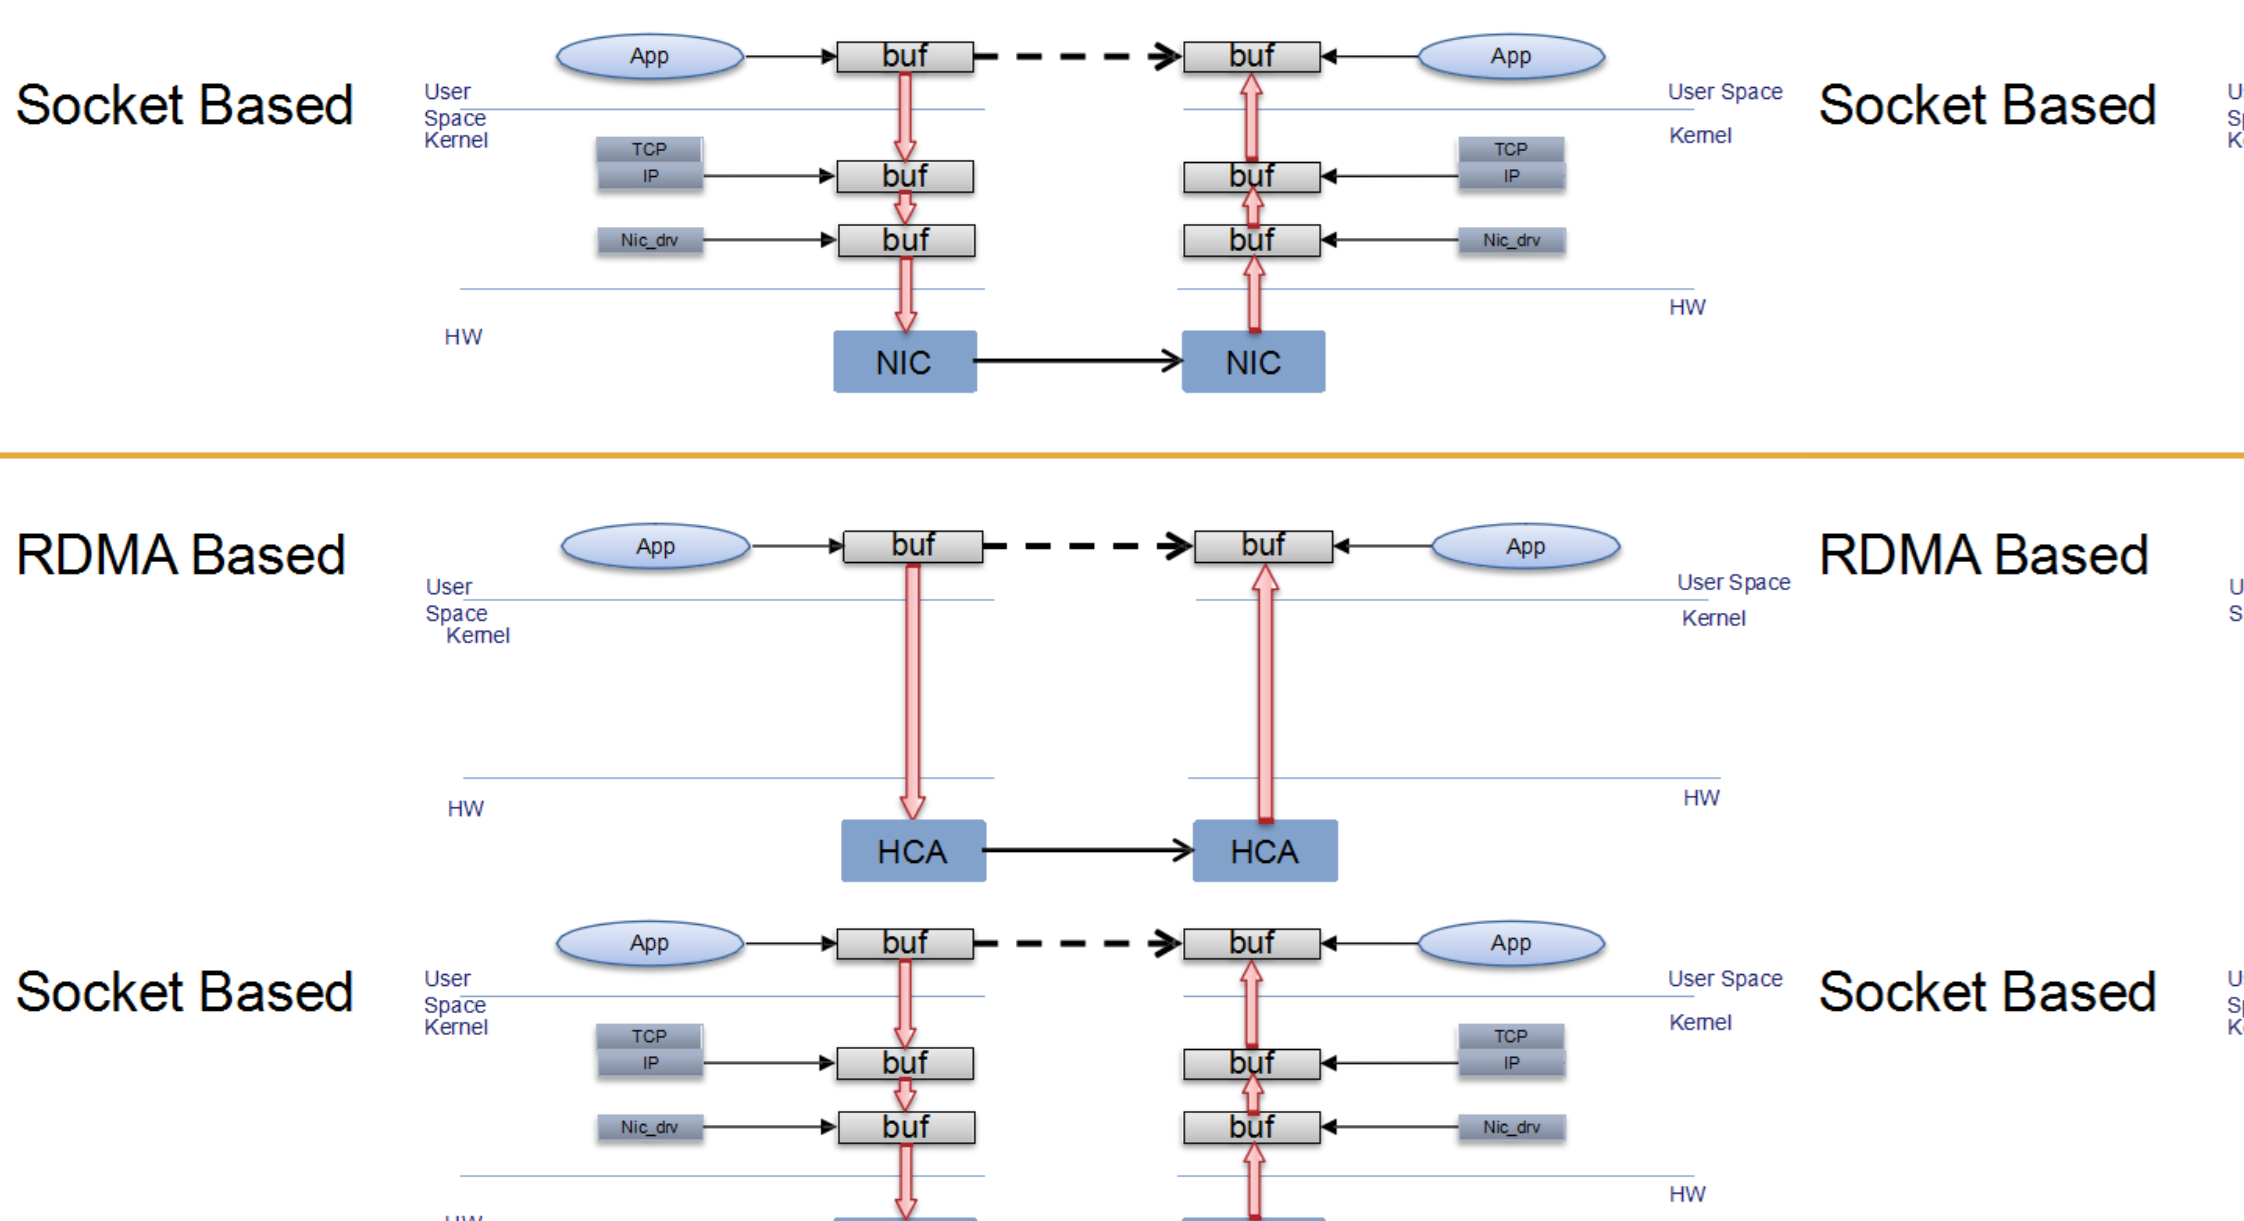 App buf buf App
Socket Based
User
Space
Kernel
User Space
Kernel
Socket Based
TCP
IP
buf
buf
TCP
IP
Nic_drv
buf
buf
Nic_drv
HW
HW
NIC
NIC
RDMA Based
App buf buf App
User
Space
Kernel
User Space
Kernel
RDMA Based
HW
HW
HCA
HCA
App buf buf App
Socket Based
User
Space
Kernel
User Space
Kernel
Socket Based
TCP
IP
buf
buf
TCP
IP
Nic_drv
buf
buf
Nic_drv
HW